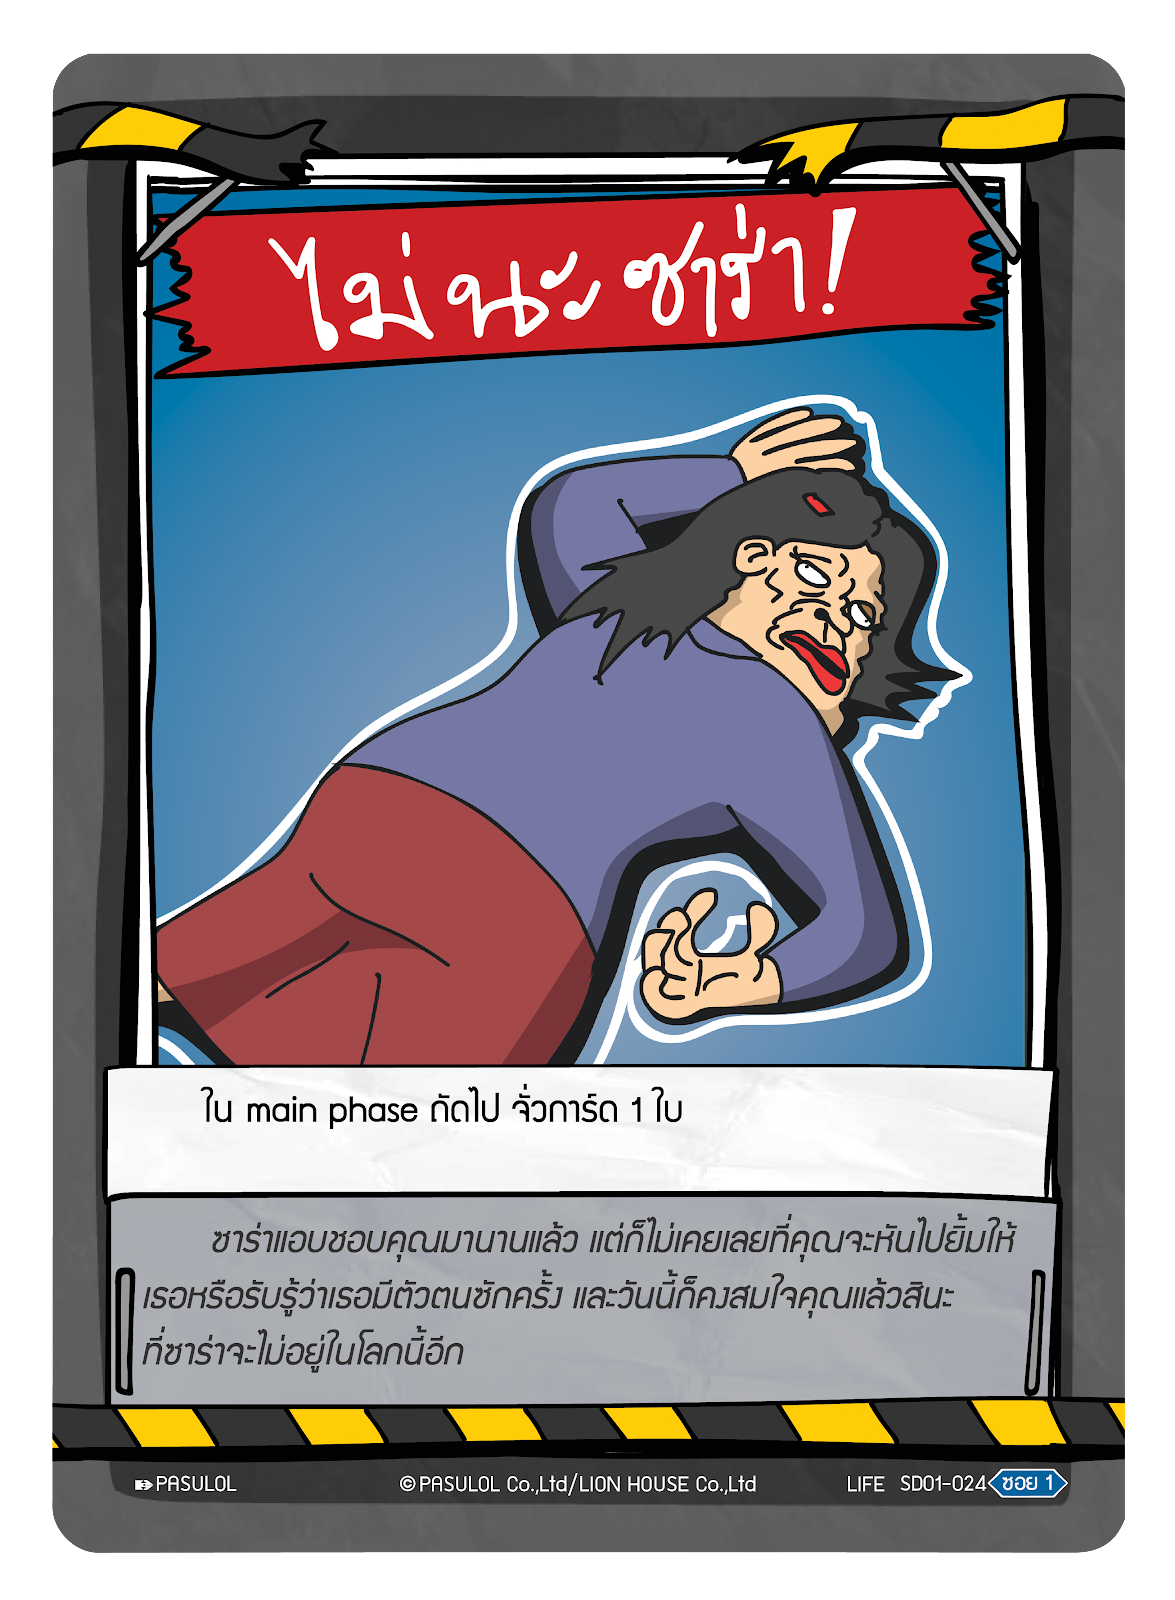 ไม่นะ ซาร่า!
ใน main phase ถัดไป จั่วการ์ด 1 ใบ
ซาร่าแอบชอบคุณมานานแล้ว แต่ก็ไม่เคยเลยที่คุณจะหันไปยิ้มให้
เธอหรือรับรู้ว่าเธอมีตัวตนซักครั้ง และวันนี้ก็คงสมใจคุณแล้วสินะ
ที่ซาร่าจะไม่อยู่ในโลกนี้อีก
PASULOL ©PASULOL Co.,Ltd/LION HOUSE Co.,Ltd LIFE SD01-024 ซอย 1